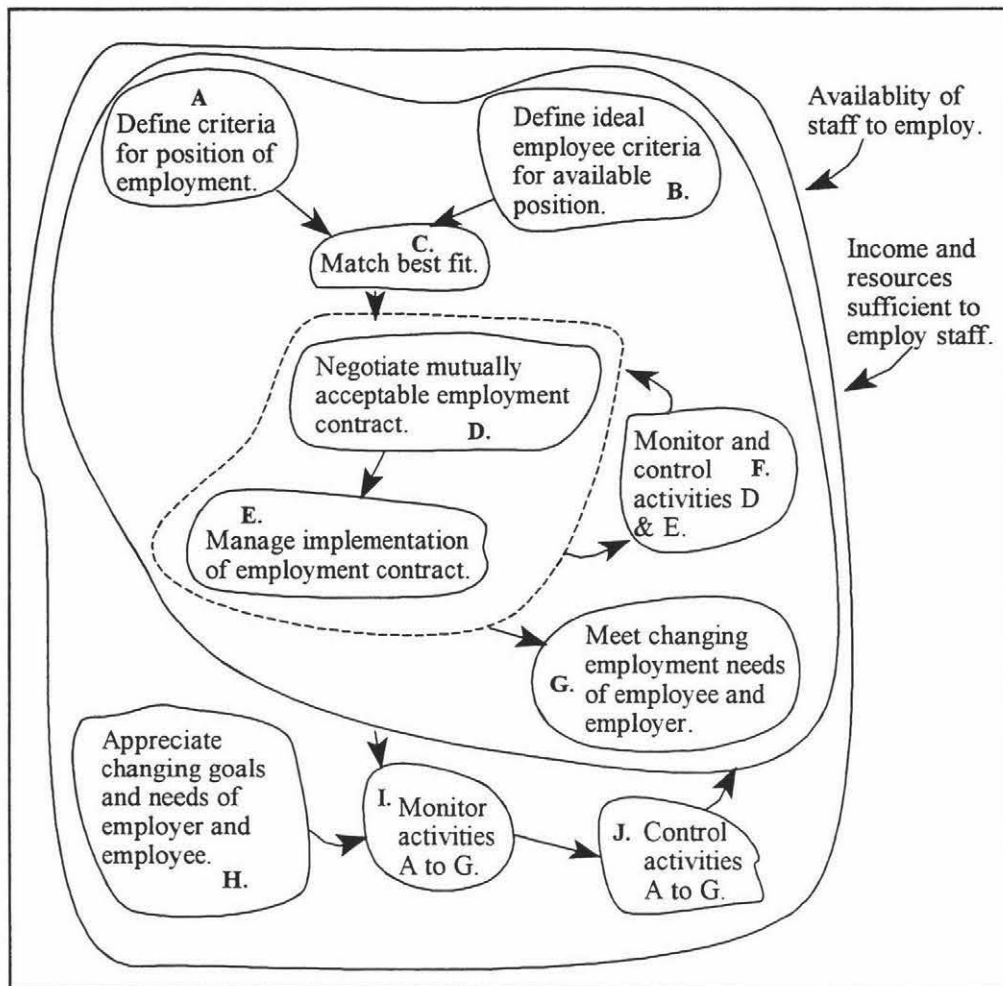 A
Define criteria
for position of
employment.
Define ideal
employee criteria
for available
position. B.
Availablity of
staff to employ.
C.
Match best fit.
Income and
resources
sufficient to
employ staff.
Negotiate mutually
acceptable employment
contract. D.
Monitor and
control F.
activities D
& E.
E.
Manage implementation
of employment contract.
Meet changing
employment needs
G. of employee and
employer.
Appreciate
changing goals
and needs of
employer and
employee.
H.
I. Monitor
activities
A to G.
J. Control
activities
A to G.